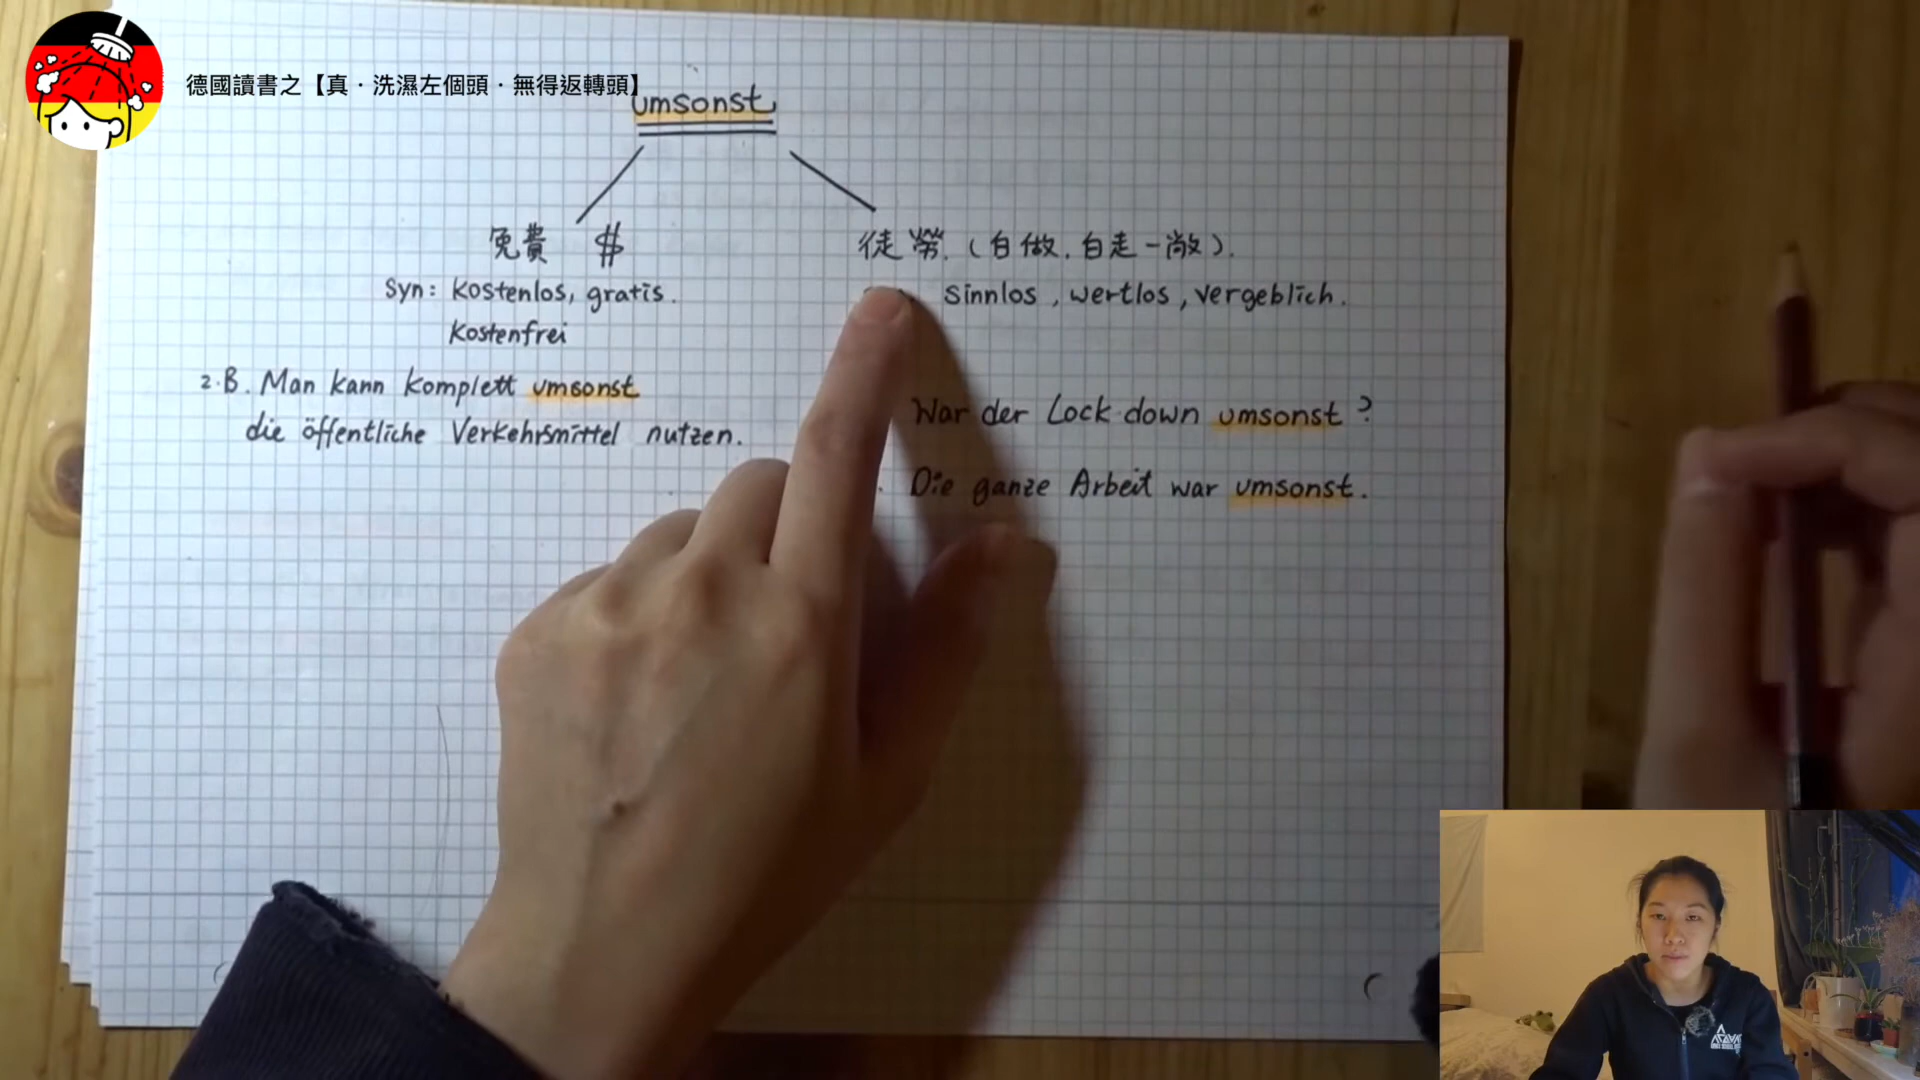 德國讀書之【真．洗濕左個頭．無得返轉頭】
umsonst
免費 $
Syn: kostenlos, gratis.
kostenfrei
z.B. Man kann komplett umsonst
die öffentliche Verkehrsmittel nutzen.
徒勞.(白做.白走一敞).
sinnlos, wertlos, vergeblich.
War der Lock down umsonst?
Die ganze Arbeit war umsonst.